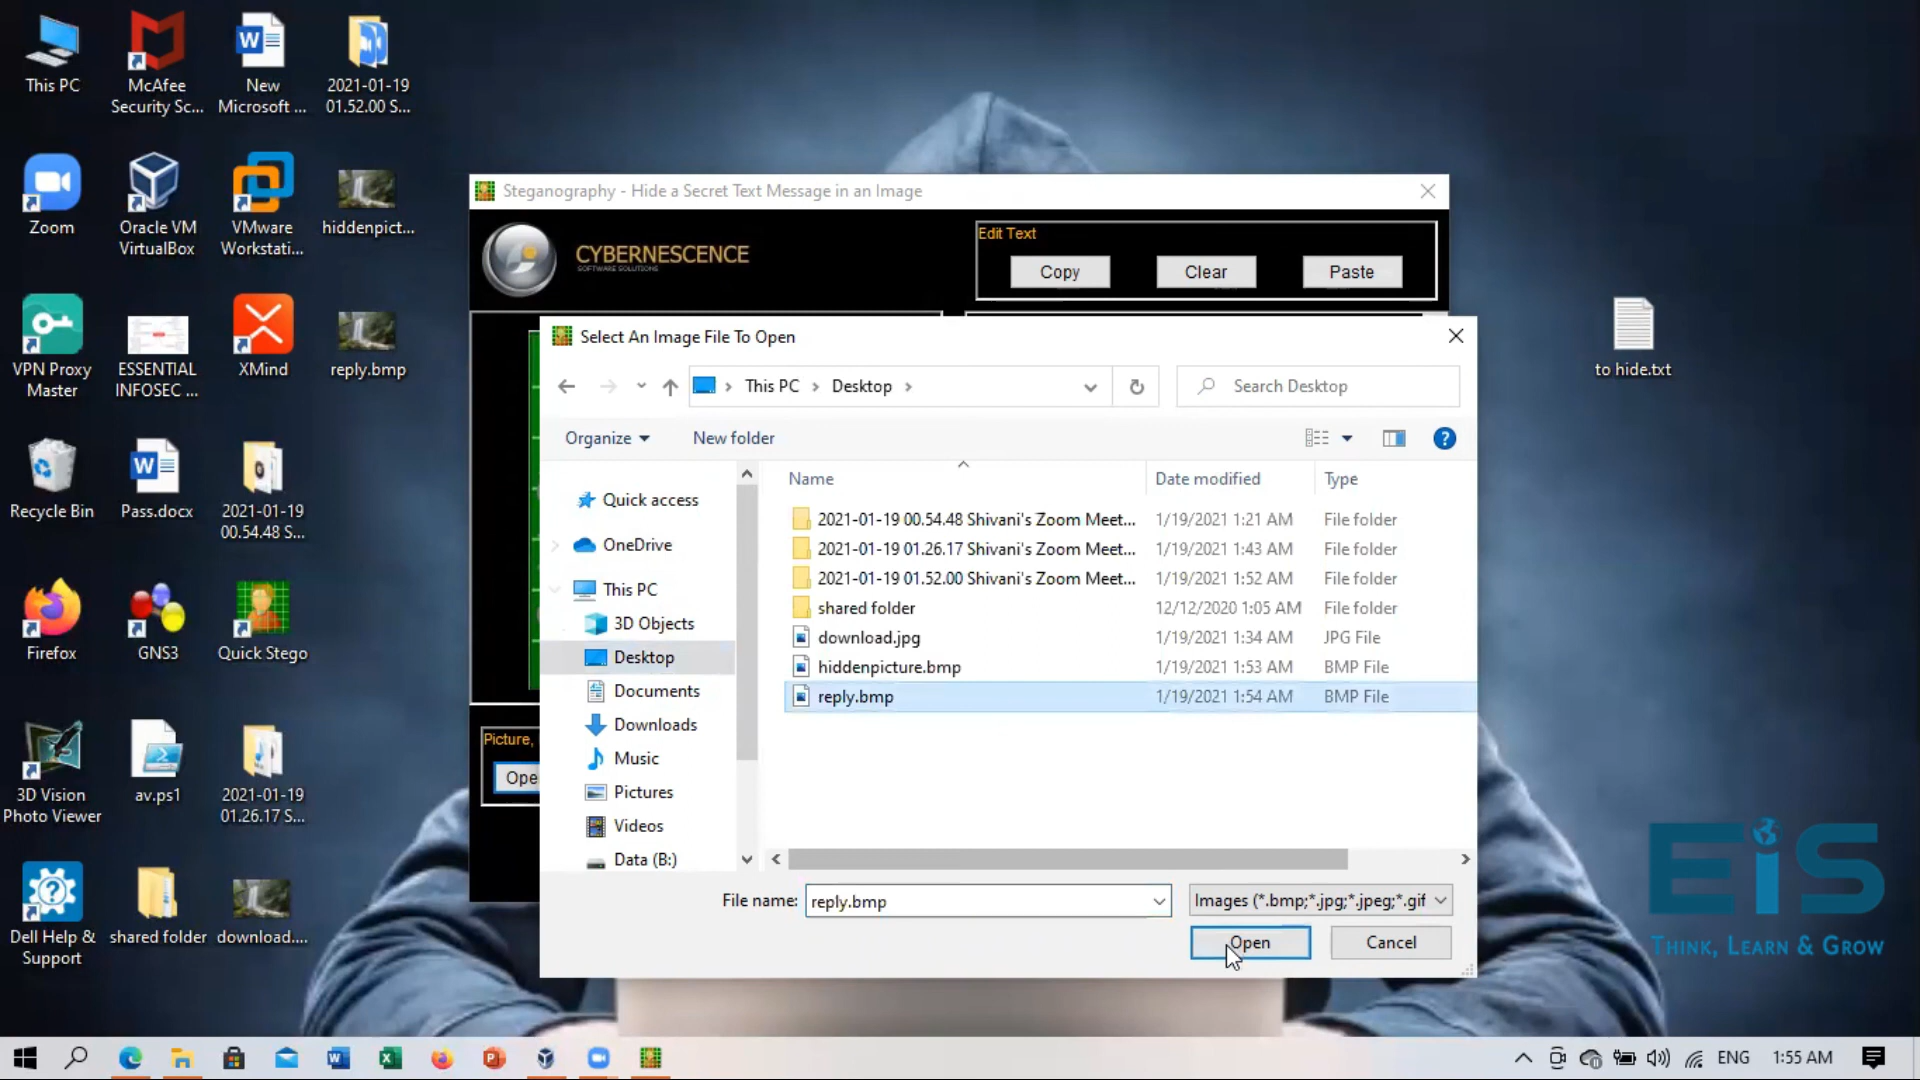 This PC
McAfee
Security Sc...
New
Microsoft ...
2021-01-19
01.52.00 S...
Zoom
Oracle VM
VirtualBox
VMware
Workstati...
hiddenpict...
VPN Proxy
Master
ESSENTIAL
INFOSEC ...
XMind
reply.bmp
Recycle Bin
Pass.docx
2021-01-19
00.54.48 S...
Firefox
GNS3
Quick Stego
3D Vision
Photo Viewer
av.ps1
2021-01-19
01.26.17 S...
Dell Help &
Support
shared folder
download....
to hide.txt
Steganography - Hide a Secret Text Message in an Image
CYBERNESCENCE
SOFTWARE SOLUTIONS
Edit Text
Copy
Clear
Paste
Picture,
Ope
Select An Image File To Open
This PC
Desktop
Search Desktop
Organize
New folder
Quick access
OneDrive
This PC
3D Objects
Desktop
Documents
Downloads
Music
Pictures
Videos
Data (B:)
Name Date modified Type
2021-01-19 00.54.48 Shivani's Zoom Meet... 1/19/2021 1:21 AM File folder
2021-01-19 01.26.17 Shivani's Zoom Meet... 1/19/2021 1:43 AM File folder
2021-01-19 01.52.00 Shivani's Zoom Meet... 1/19/2021 1:52 AM File folder
shared folder 12/12/2020 1:05 AM File folder
download.jpg 1/19/2021 1:34 AM JPG File
hiddenpicture.bmp 1/19/2021 1:53 AM BMP File
reply.bmp 1/19/2021 1:54 AM BMP File
File name: reply.bmp
Images (*.bmp;*.jpg;*.jpeg;*.gif
Open
Cancel
EiS
THINK, LEARN & GROW
ENG
1:55 AM